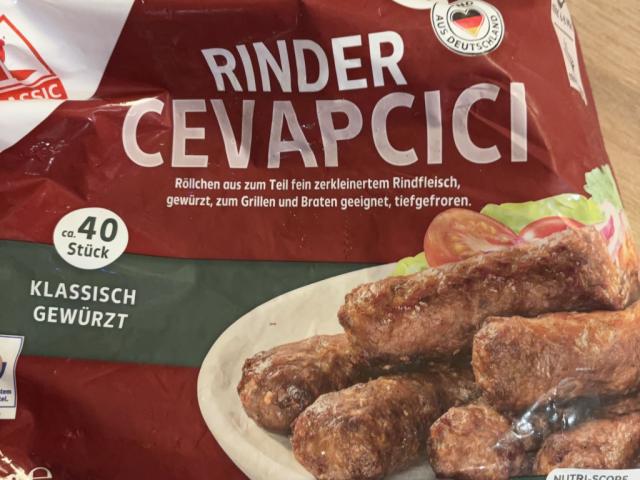 AUS DEUTSCHLAND
ASSIC
RINDER
CEVAPCICI
Röllchen aus zum Teil fein zerkleinertem Rindfleisch,
gewürzt, zum Grillen und Braten geeignet, tiefgefroren.
ca. 40
Stück
KLASSISCH
GEWÜRZT
NUTRI-SCORE